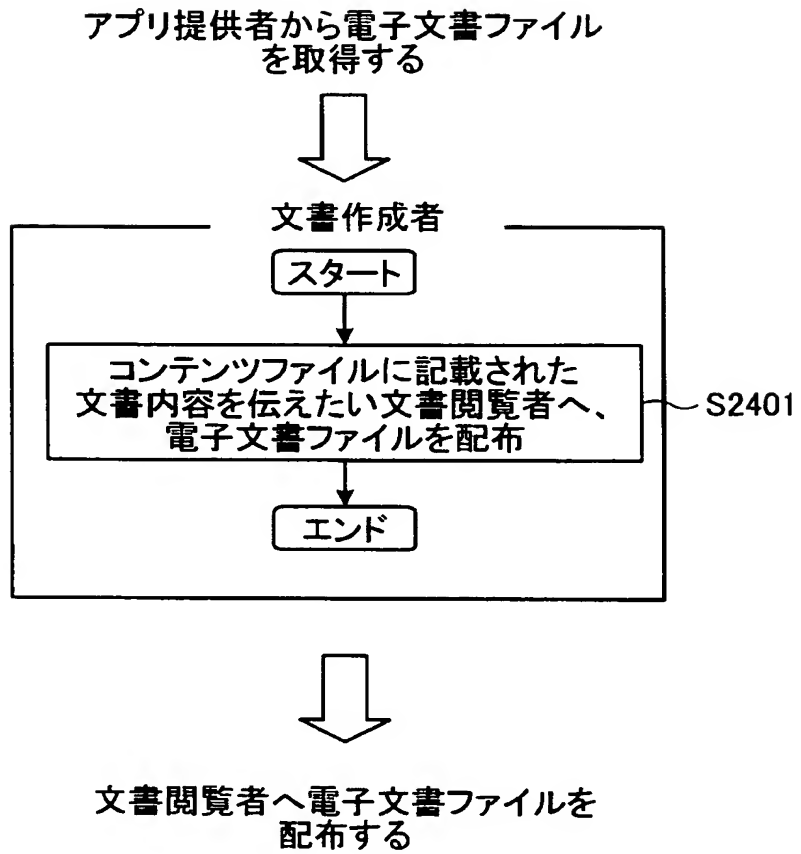 アプリ提供者から電子文書ファイル
を取得する
文書作成者
スタート
コンテンツファイルに記載された
文書内容を伝えたい文書閲覧者へ、
電子文書ファイルを配布
S2401
エンド
文書閲覧者へ電子文書ファイルを
配布する